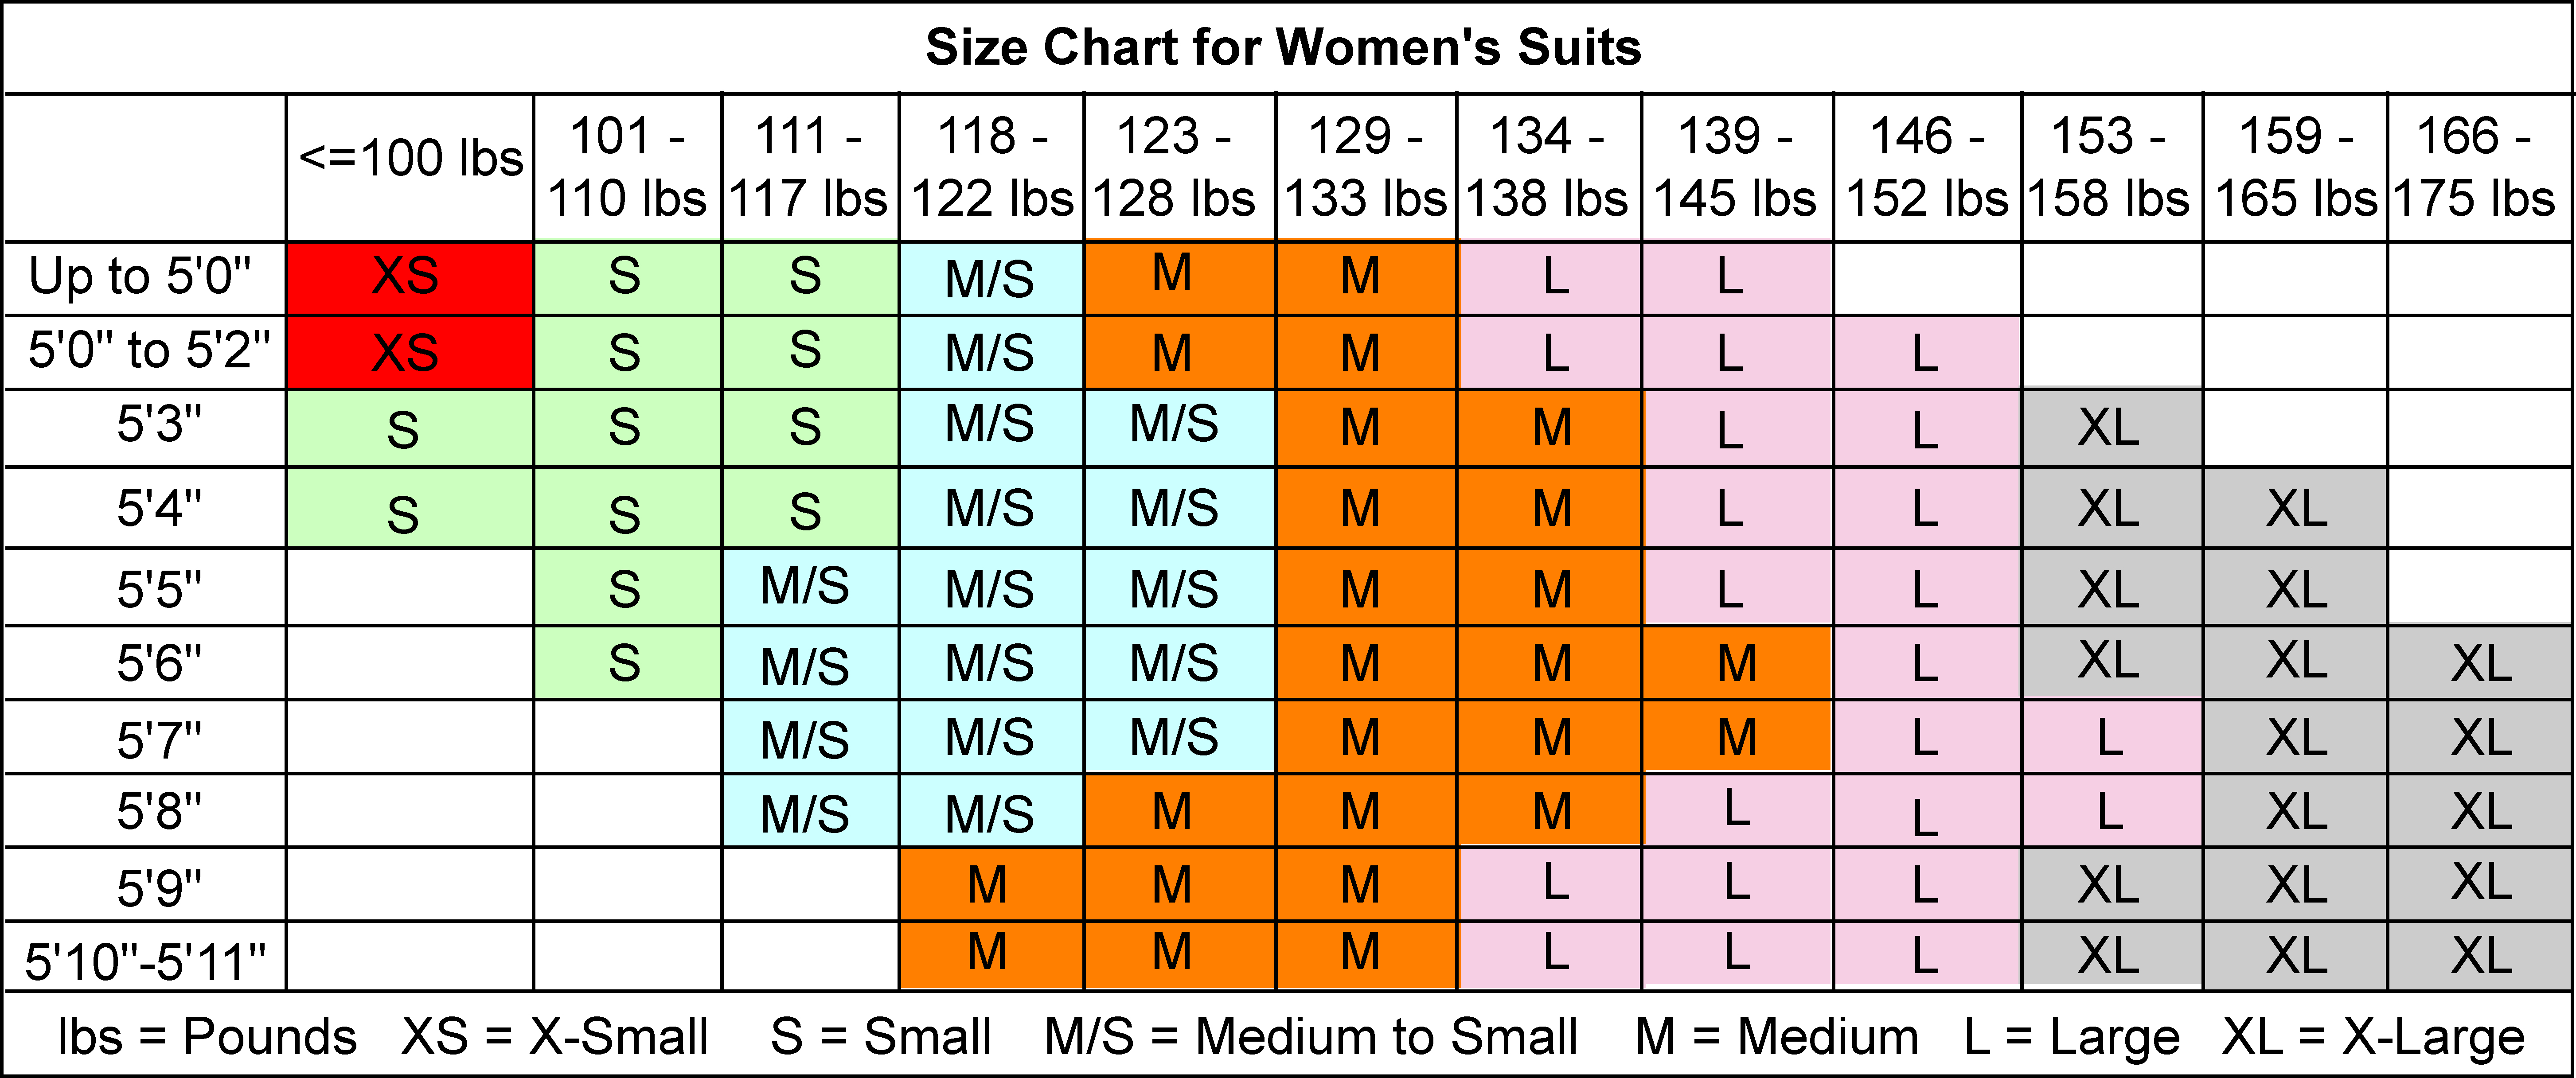 Size Chart for Women's Suits
<=100 lbs 101 - 110 lbs 111 - 117 lbs 118 - 122 lbs 123 - 128 lbs 129 - 133 lbs 134 - 138 lbs 139 - 145 lbs 146 - 152 lbs 153 - 158 lbs 159 - 165 lbs 166 - 175 lbs
Up to 5'0" XS S S M/S M M L L
5'0" to 5'2" XS S S M/S M M L L L
5'3" S S S M/S M/S M M L L XL
5'4" S S S M/S M/S M M L L XL XL
5'5" S M/S M/S M/S M M L L XL XL
5'6" S M/S M/S M/S M M M L XL XL XL
5'7" M/S M/S M/S M M M L L XL XL
5'8" M/S M/S M M M L L L XL XL
5'9" M M M L L L XL XL XL
5'10"-5'11" M M M L L L XL XL XL
lbs = Pounds XS = X-Small S = Small M/S = Medium to Small M = Medium L = Large XL = X-Large